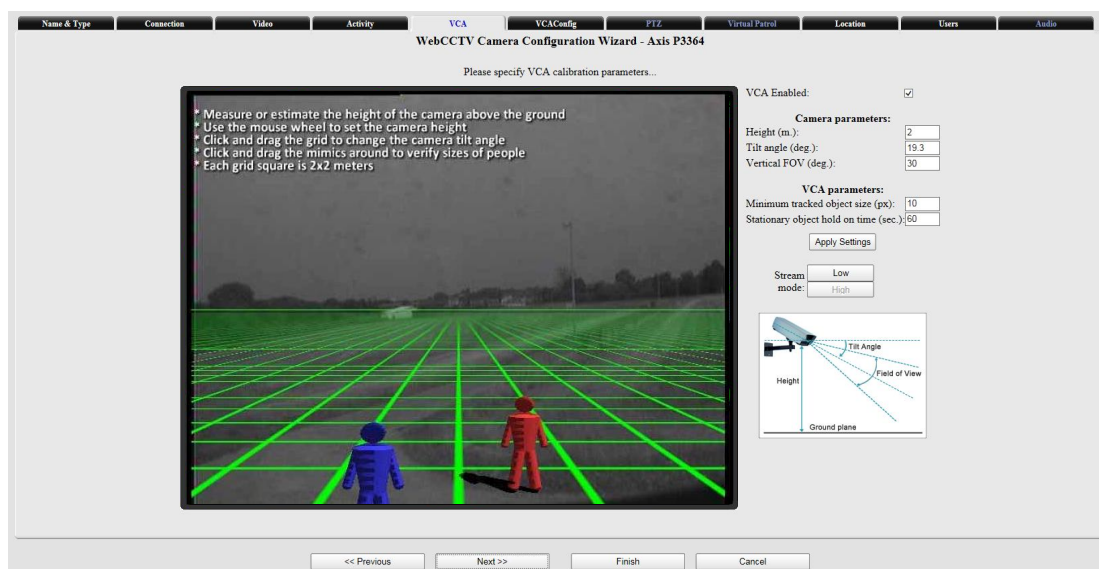 Name & Type Connection Video Activity VCA VCAConfig PTZ Virtual Patrol Location Users Audio
WebCCTV Camera Configuration Wizard - Axis P3364
Please specify VCA calibration parameters...
* Measure or estimate the height of the camera above the ground
* Use the mouse wheel to set the camera height
* Click and drag the grid to change the camera tilt angle
* Click and drag the mimics around to verify sizes of people
* Each grid square is 2x2 meters
VCA Enabled:
Camera parameters:
Height (m.): 2
Tilt angle (deg.): 19.3
Vertical FOV (deg.): 30
VCA parameters:
Minimum tracked object size (px): 10
Stationary object hold on time (sec.): 60
Apply Settings
Stream mode:
Low
High
Tilt Angle
Field of View
Height
Ground plane
<< Previous Next >> Finish Cancel